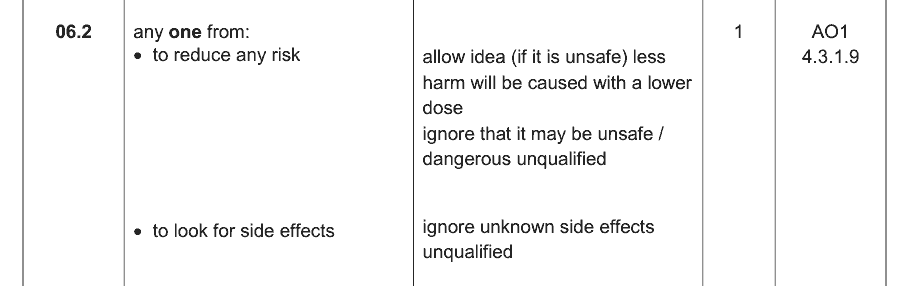 06.2 any one from: 1 AO1
• to reduce any risk allow idea (if it is unsafe) less 4.3.1.9
harm will be caused with a lower
dose
ignore that it may be unsafe /
dangerous unqualified
• to look for side effects ignore unknown side effects
unqualified